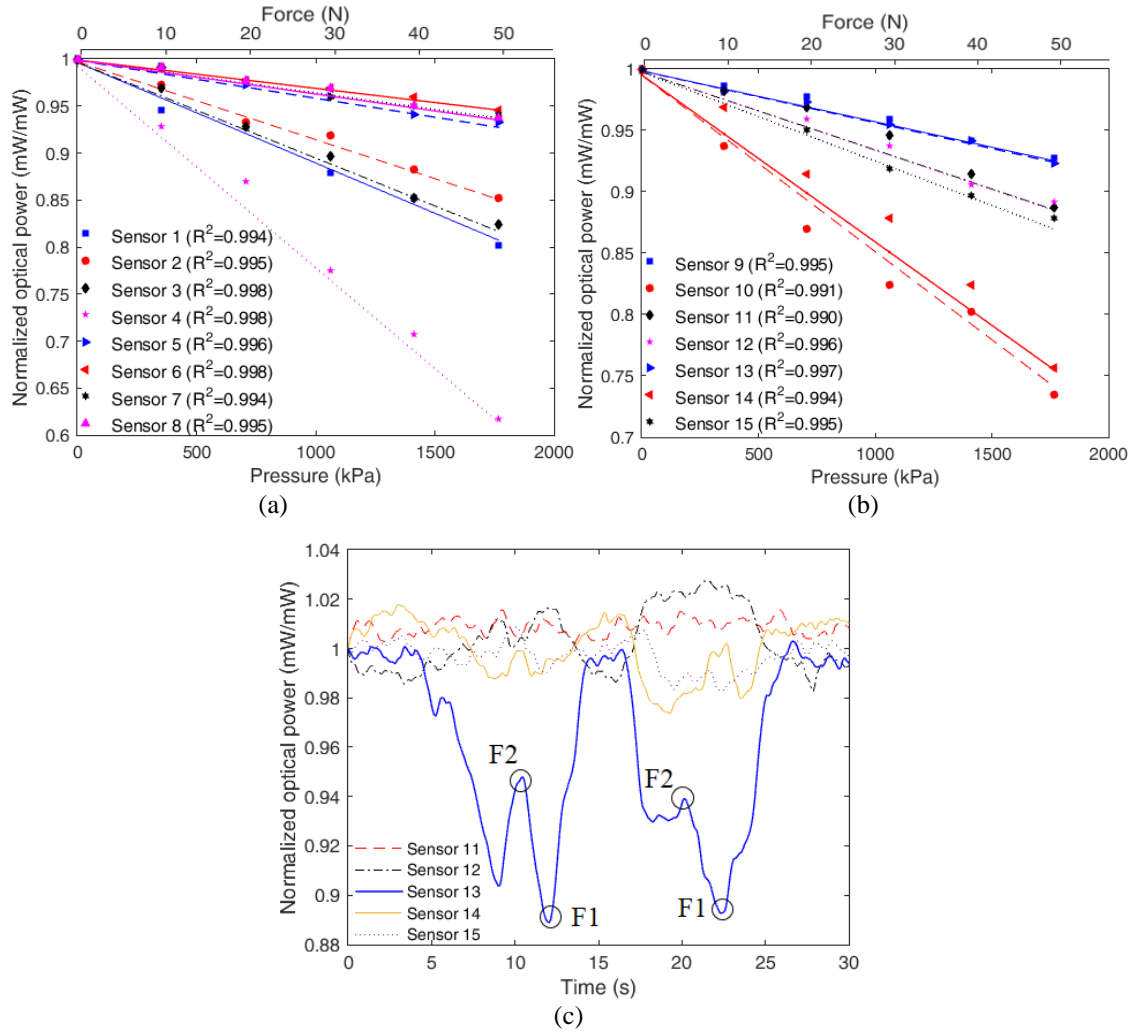 Force (N)
0 10 20 30 40 50
1
0.95
0.9
0.85
0.8
0.75
0.7
0.65
0.6
Normalized optical power (mW/mW)
Sensor 1 (R²=0.994)
Sensor 2 (R²=0.995)
Sensor 3 (R²=0.998)
Sensor 4 (R²=0.998)
Sensor 5 (R²=0.996)
Sensor 6 (R²=0.998)
Sensor 7 (R²=0.994)
Sensor 8 (R²=0.995)
0 500 1000 1500 2000
Pressure (kPa)
(a)
Force (N)
0 10 20 30 40 50
1
0.95
0.9
0.85
0.8
0.75
0.7
Normalized optical power (mW/mW)
Sensor 9 (R²=0.995)
Sensor 10 (R²=0.991)
Sensor 11 (R²=0.990)
Sensor 12 (R²=0.996)
Sensor 13 (R²=0.997)
Sensor 14 (R²=0.994)
Sensor 15 (R²=0.995)
0 500 1000 1500 2000
Pressure (kPa)
(b)
1.04
1.02
1
0.98
0.96
0.94
0.92
0.9
0.88
Normalized optical power (mW/mW)
F2
F2
F1
F1
Sensor 11
Sensor 12
Sensor 13
Sensor 14
Sensor 15
0 5 10 15 20 25 30
Time (s)
(c)